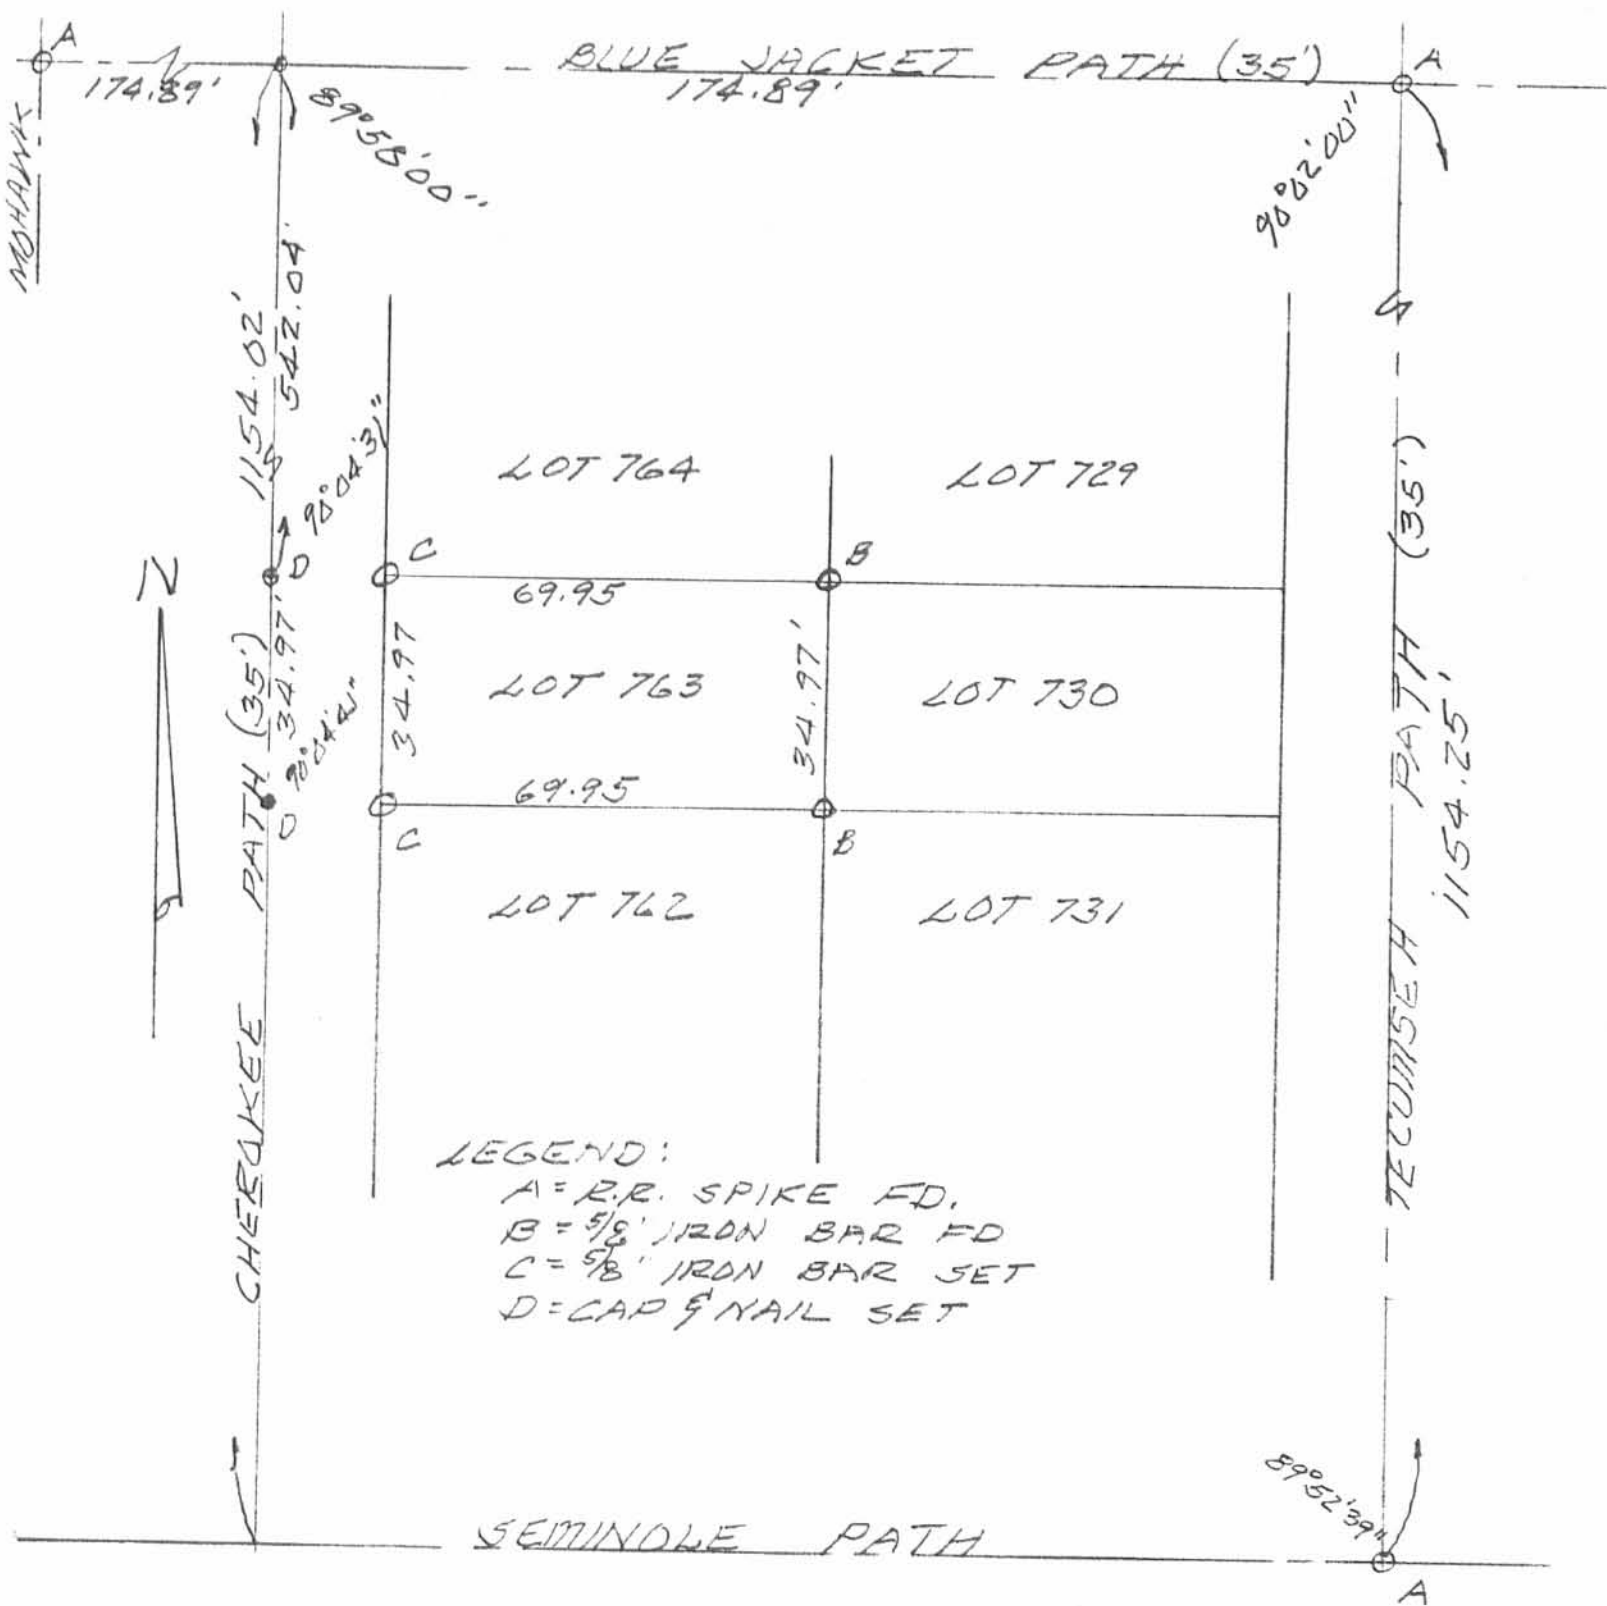 A
BLUE JACKET PATH (35')
A
174.89'
174.89'
MOHAWK
89°58'00"
90°02'00"
1154.02'
542.04'
90°04'31"
LOT 764
LOT 729
N
D
C
B
69.95
34.97'
34.97
34.97'
LOT 763
LOT 730
69.95
D
C
B
LOT 762
LOT 731
CHEROKEE PATH (35')
TECUMSEH PATH (35')
1154.25'
LEGEND:
A = R.R. SPIKE FD.
B = 5/8" IRON BAR FD
C = 5/8" IRON BAR SET
D = CAP & NAIL SET
89°52'39"
SEMINOLE PATH
A